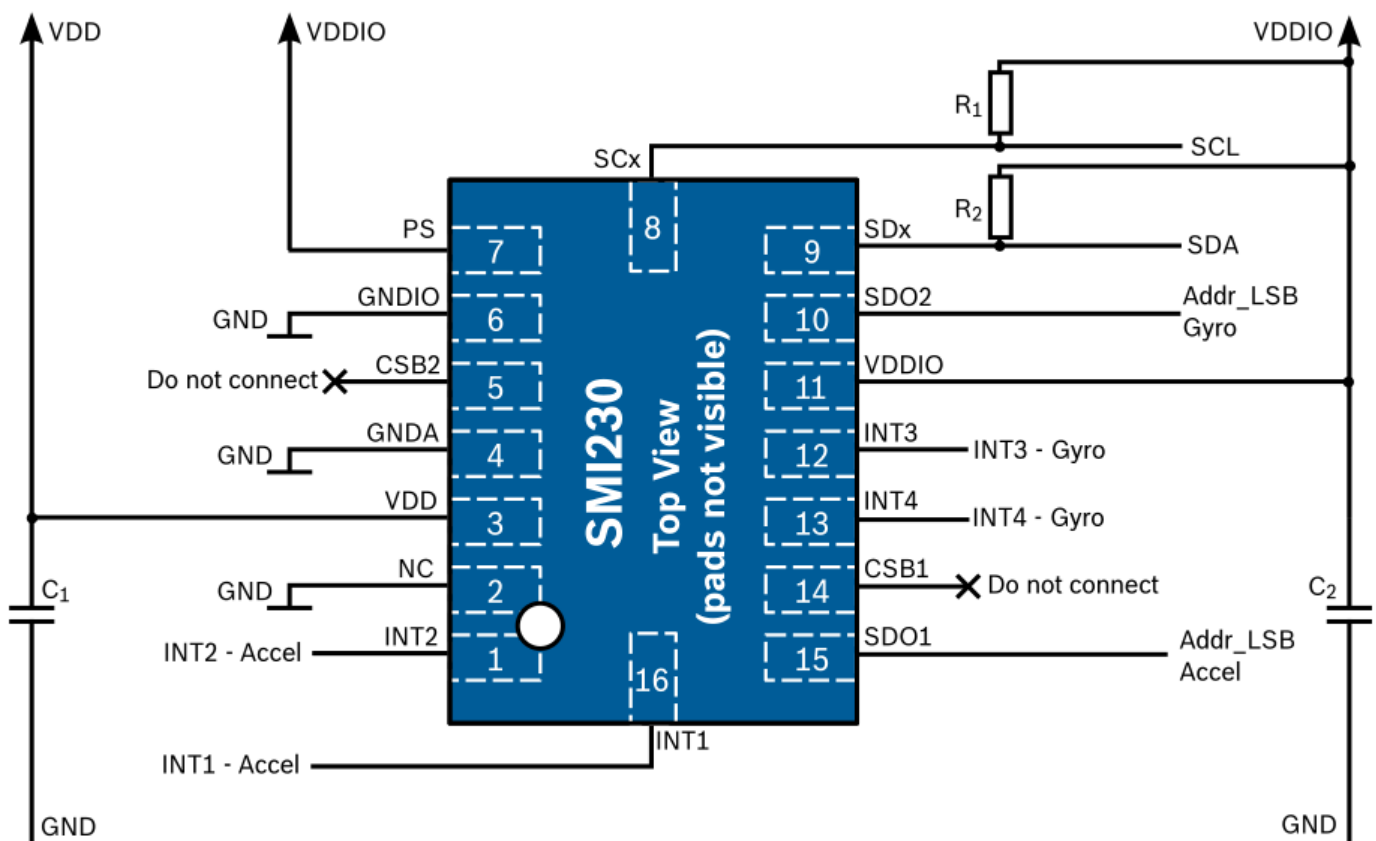 VDD
VDDIO
VDDIO
R1
SCL
SCx
R2
SDA
PS
7
8
9
SDx
GNDIO
GND
6
10
SDO2
Addr_LSB
Gyro
CSB2
Do not connect
5
11
VDDIO
GNDA
GND
4
12
INT3
INT3 - Gyro
VDD
3
13
INT4
INT4 - Gyro
NC
GND
2
14
CSB1
Do not connect
INT2
INT2 - Accel
1
16
15
SDO1
Addr_LSB
Accel
SMI230
Top View
(pads not visible)
C1
C2
INT1
INT1 - Accel
GND
GND